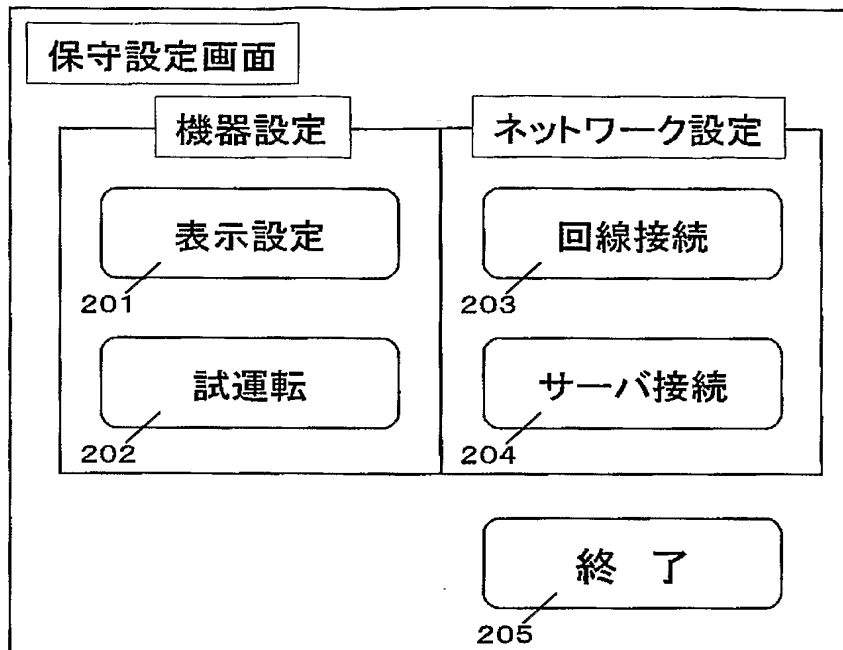 保守設定画面
機器設定
表示設定
201
試運転
202
ネットワーク設定
回線接続
203
サーバ接続
204
終 了
205